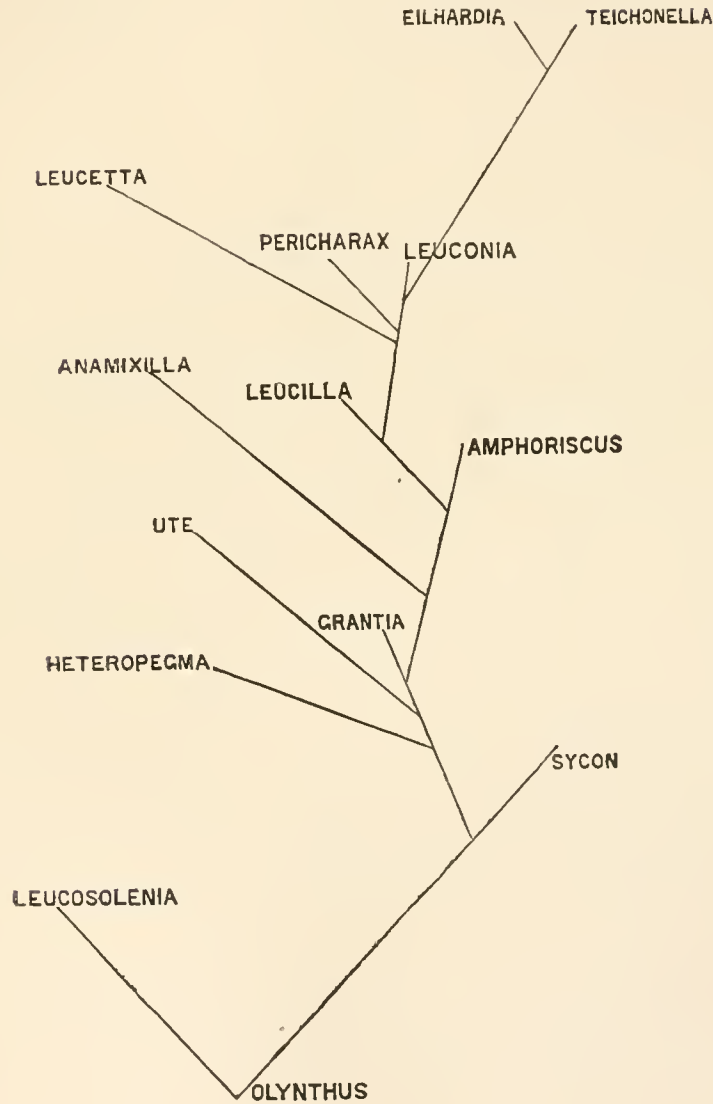 EILHARDIA TEICHONELLA
LEUCETTA
PERICHARAX LEUCONIA
ANAMIXILLA
LEUCILLA
AMPHORISCUS
UTE
GRANTIA
HETEROPEGMA
SYCON
LEUCOSOLENIA
OLYNTHUS